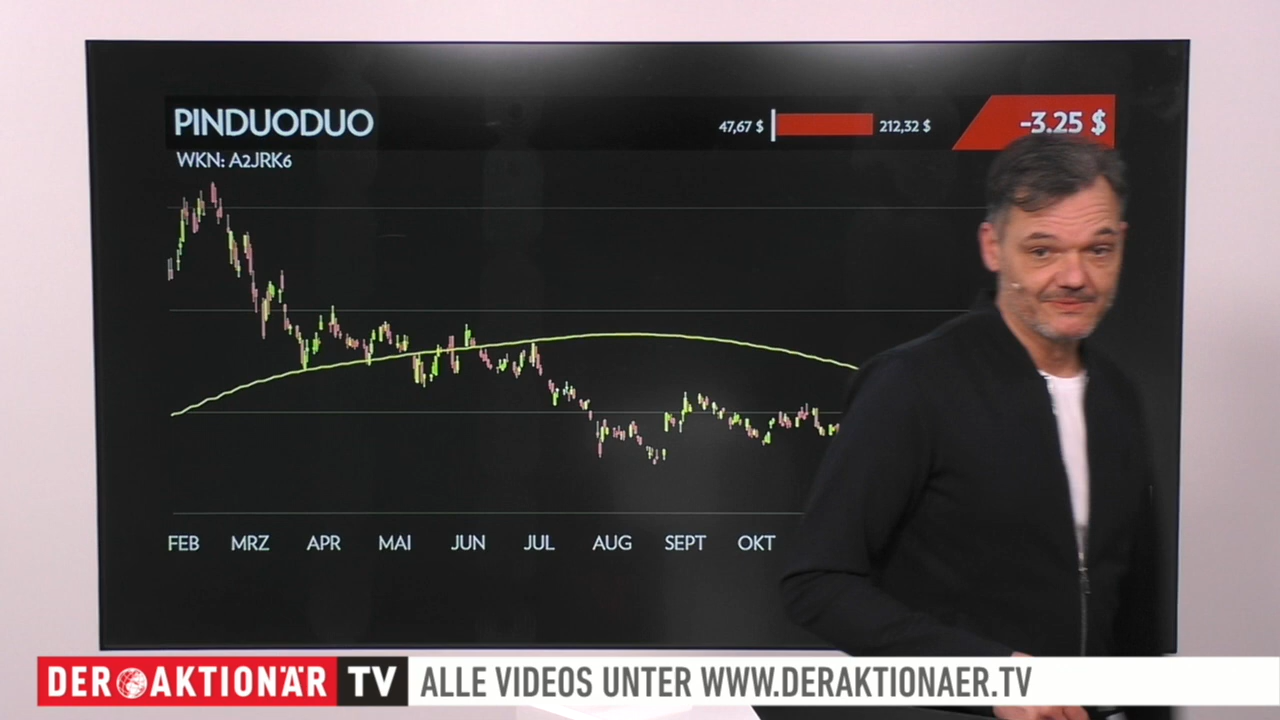 PINDUODUO
47,67 $ 212,32 $
-3.25 $
WKN: A2JRK6
FEB MRZ APR MAI JUN JUL AUG SEPT OKT
DER AKTIONÄR TV ALLE VIDEOS UNTER WWW.DERAKTIONAER.TV